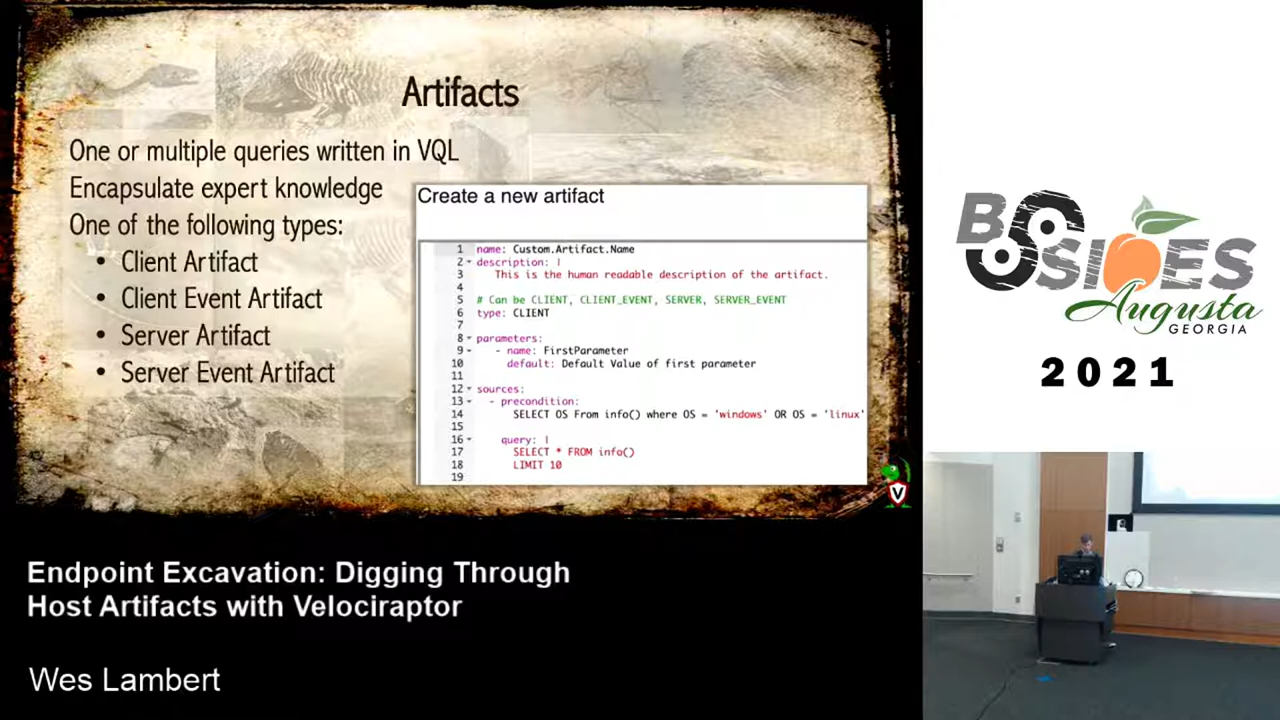 Artifacts
One or multiple queries written in VQL
Encapsulate expert knowledge
One of the following types:
• Client Artifact
• Client Event Artifact
• Server Artifact
• Server Event Artifact
Create a new artifact
1 name: Custom.Artifact.Name
2 description: |
3 This is the human readable description of the artifact.
4
5 # Can be CLIENT, CLIENT_EVENT, SERVER, SERVER_EVENT
6 type: CLIENT
7
8 parameters:
9 - name: FirstParameter
10 default: Default Value of first parameter
11
12 sources:
13 - precondition:
14 SELECT OS From info() where OS = 'windows' OR OS = 'linux'
15
16 query: |
17 SELECT * FROM info()
18 LIMIT 10
19
V
Endpoint Excavation: Digging Through
Host Artifacts with Velociraptor
Wes Lambert
BSIDES
Augusta
GEORGIA
2021